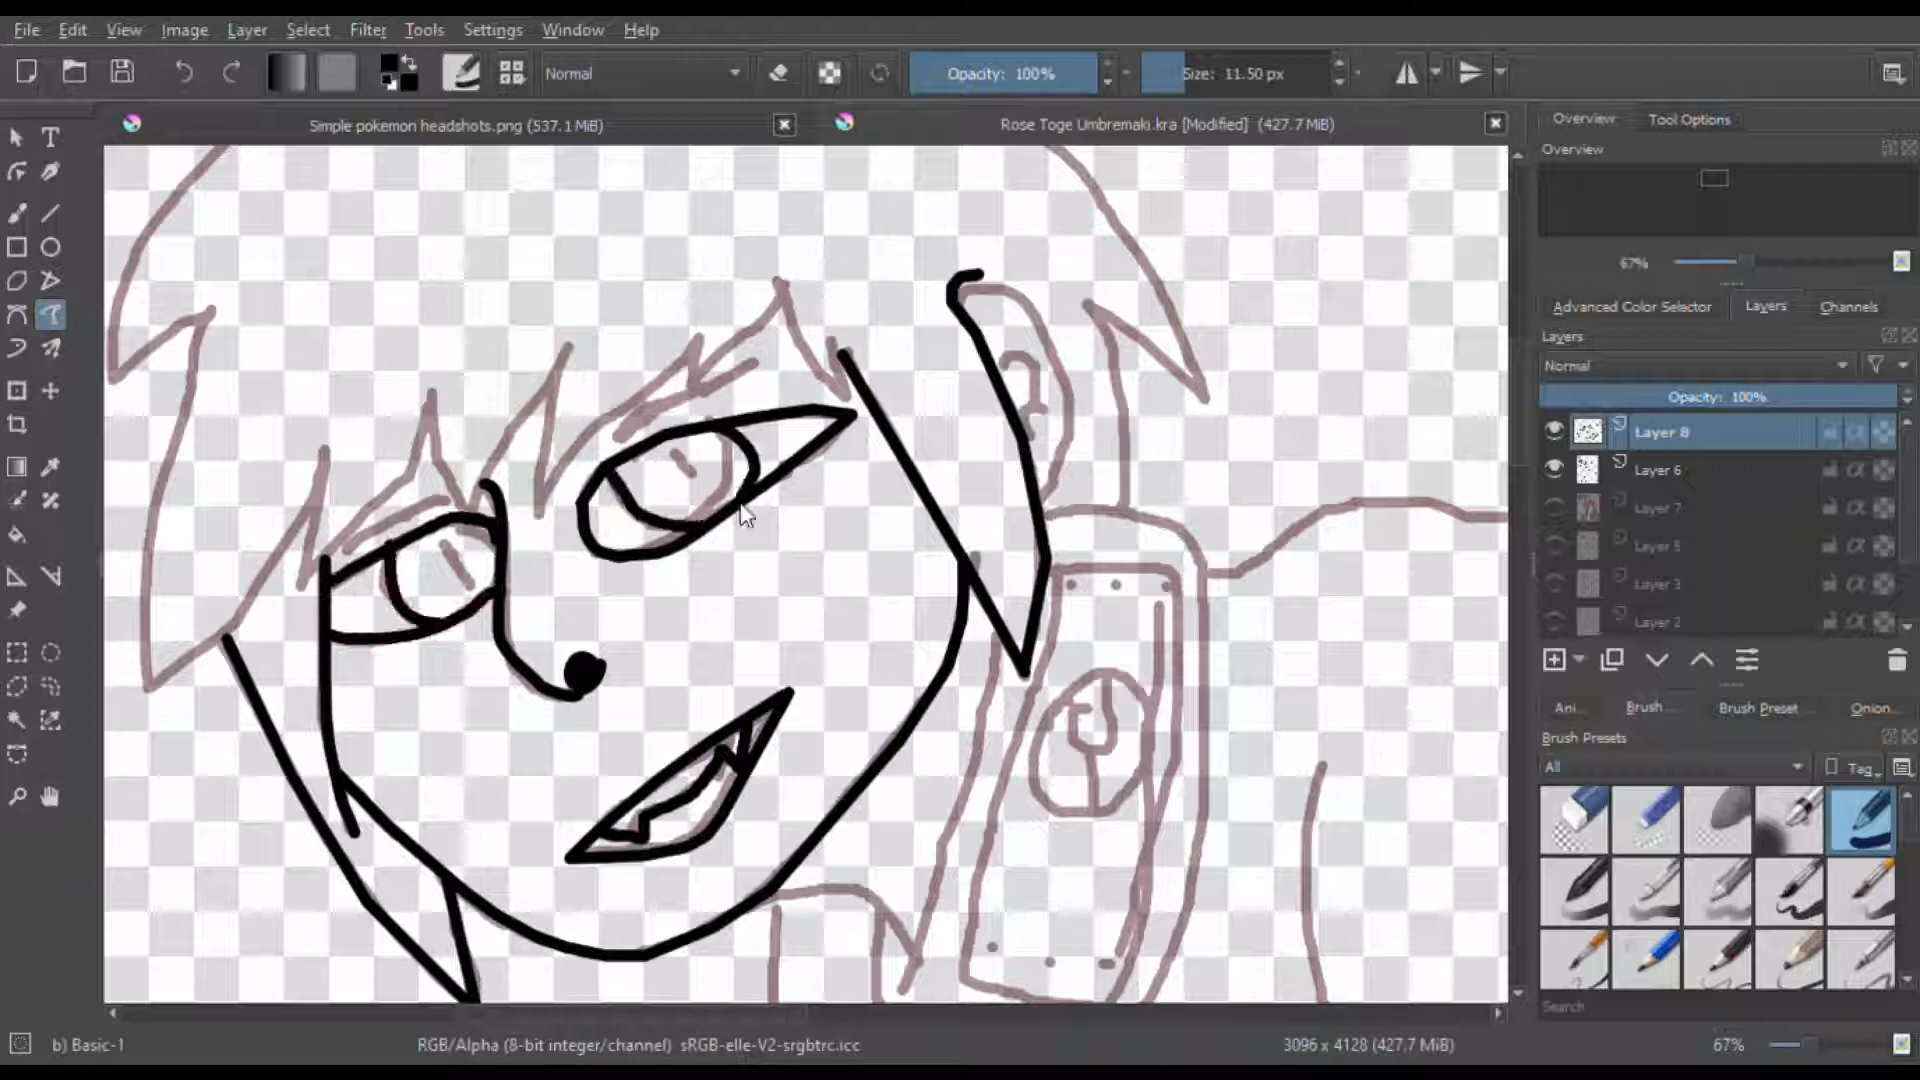 File Edit View Image Layer Select Filter Tools Settings Window Help
Normal Opacity: 100% Size: 11.50 px
Simple pokemon headshots.png (537.1 MiB) Rose Toge Umbremaki.kra [Modified] (427.7 MiB)
Overview Tool Options
Overview
67%
Advanced Color Selector Layers Channels
Layers
Normal
Opacity: 100%
Layer 8
Layer 6
Layer 7
Layer 5
Layer 3
Layer 2
Ani... Brush... Brush Preset... Onion...
Brush Presets
All Tag
Search
b) Basic-1 RGB/Alpha (8-bit integer/channel) sRGB-elle-V2-srgbtrc.icc 3096 x 4128 (427.7 MiB) 67%